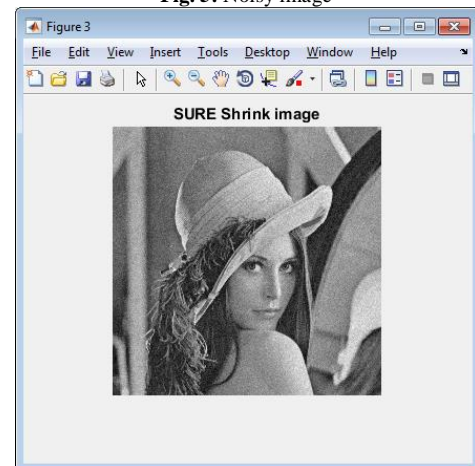 Fig. 3. Noisy image
Figure 3
File Edit View Insert Tools Desktop Window Help
SURE Shrink image